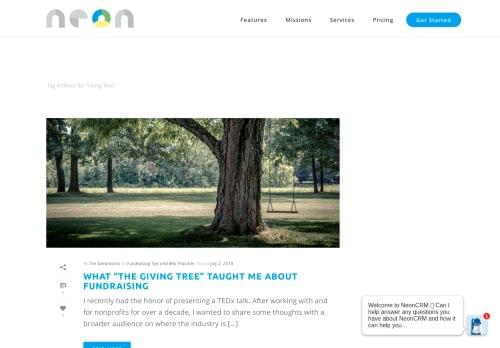 neon
Features
Missions
Services
Pricing
Get Started
Tag Archives for: "Giving Tree"
by Tim Sarrantonio in Fundraising Tips and Best Practices Posted July 2, 2018
WHAT "THE GIVING TREE" TAUGHT ME ABOUT
FUNDRAISING
I recently had the honor of presenting a TEDx talk. After working with and
for nonprofits for over a decade, I wanted to share some thoughts with a
broader audience on where the industry is [...]
Welcome to NeonCRM Can I
help answer any questions you
have about NeonCRM and how it
can help you...
1